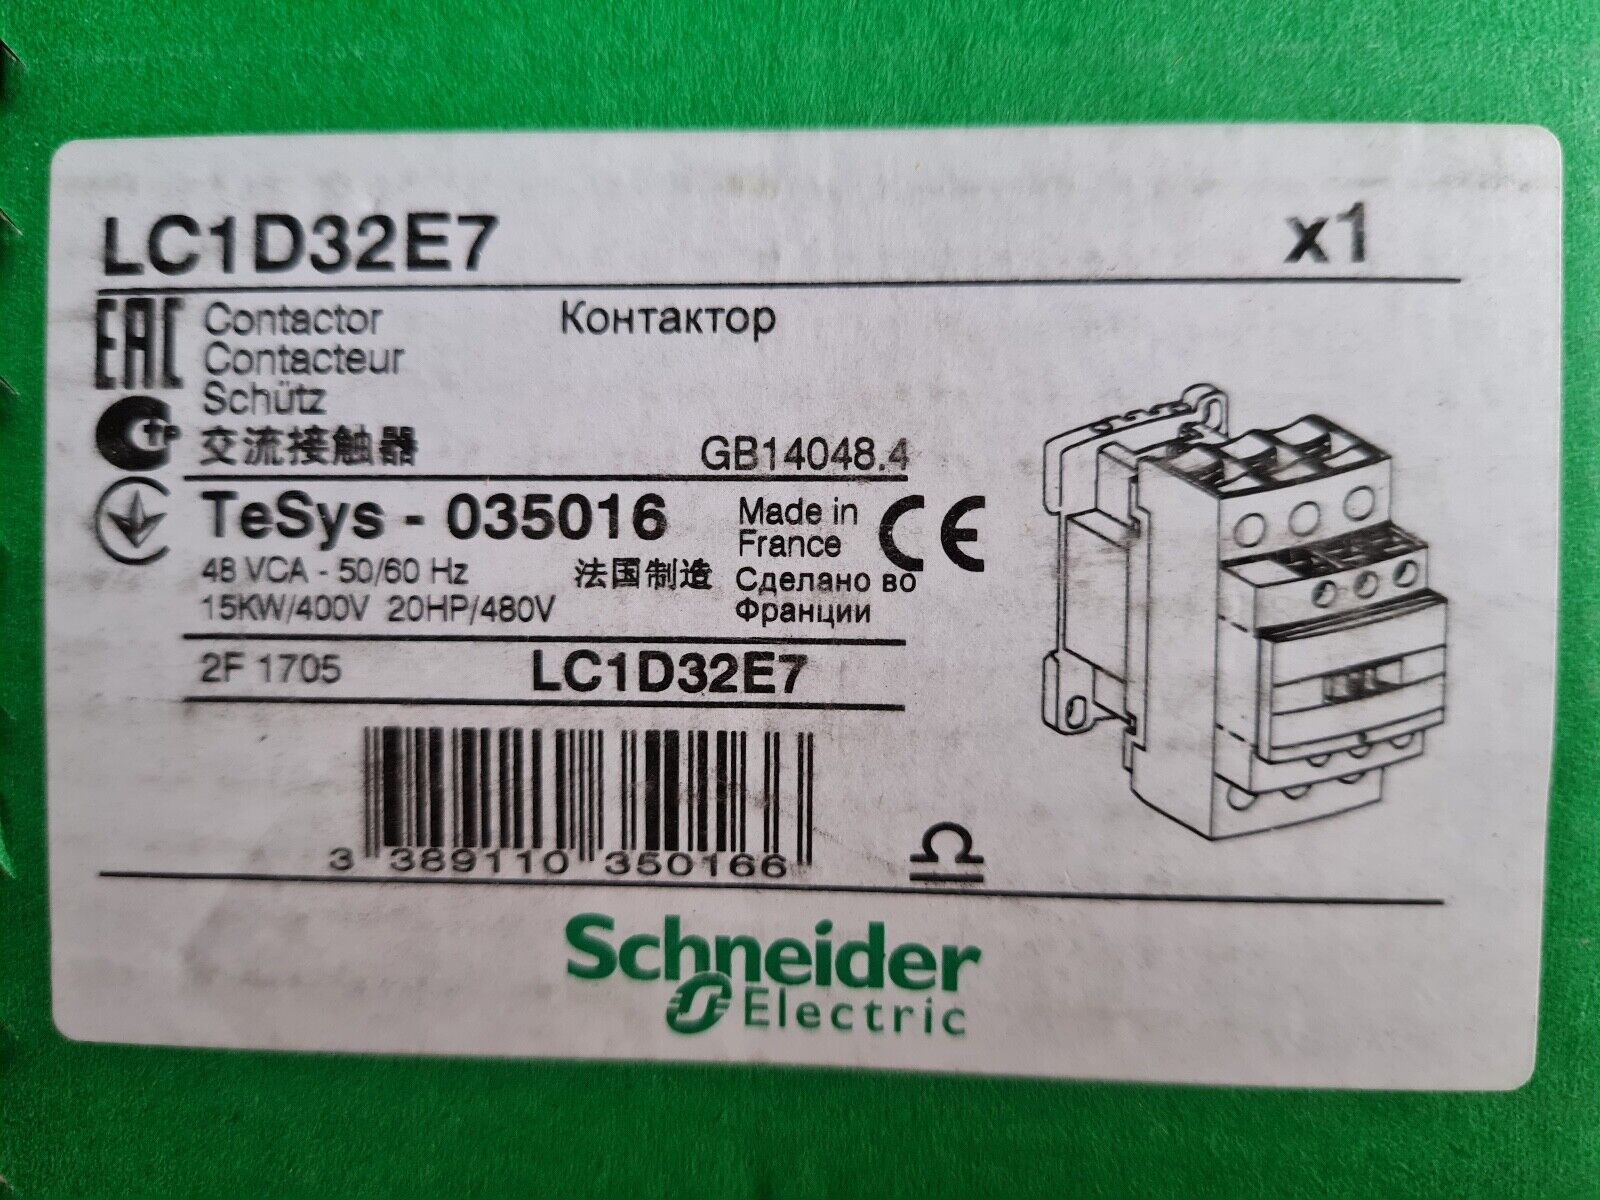 LC1D32E7 x1
EAC Contactor Контактор
Contacteur
Schütz
交流接触器 GB14048.4
TeSys - 035016 Made in
France CE
48 VCA - 50/60 Hz 法国制造 Сделано во
15KW/400V 20HP/480V Франции
2F 1705 LC1D32E7
3 389110 350166
Schneider
Electric